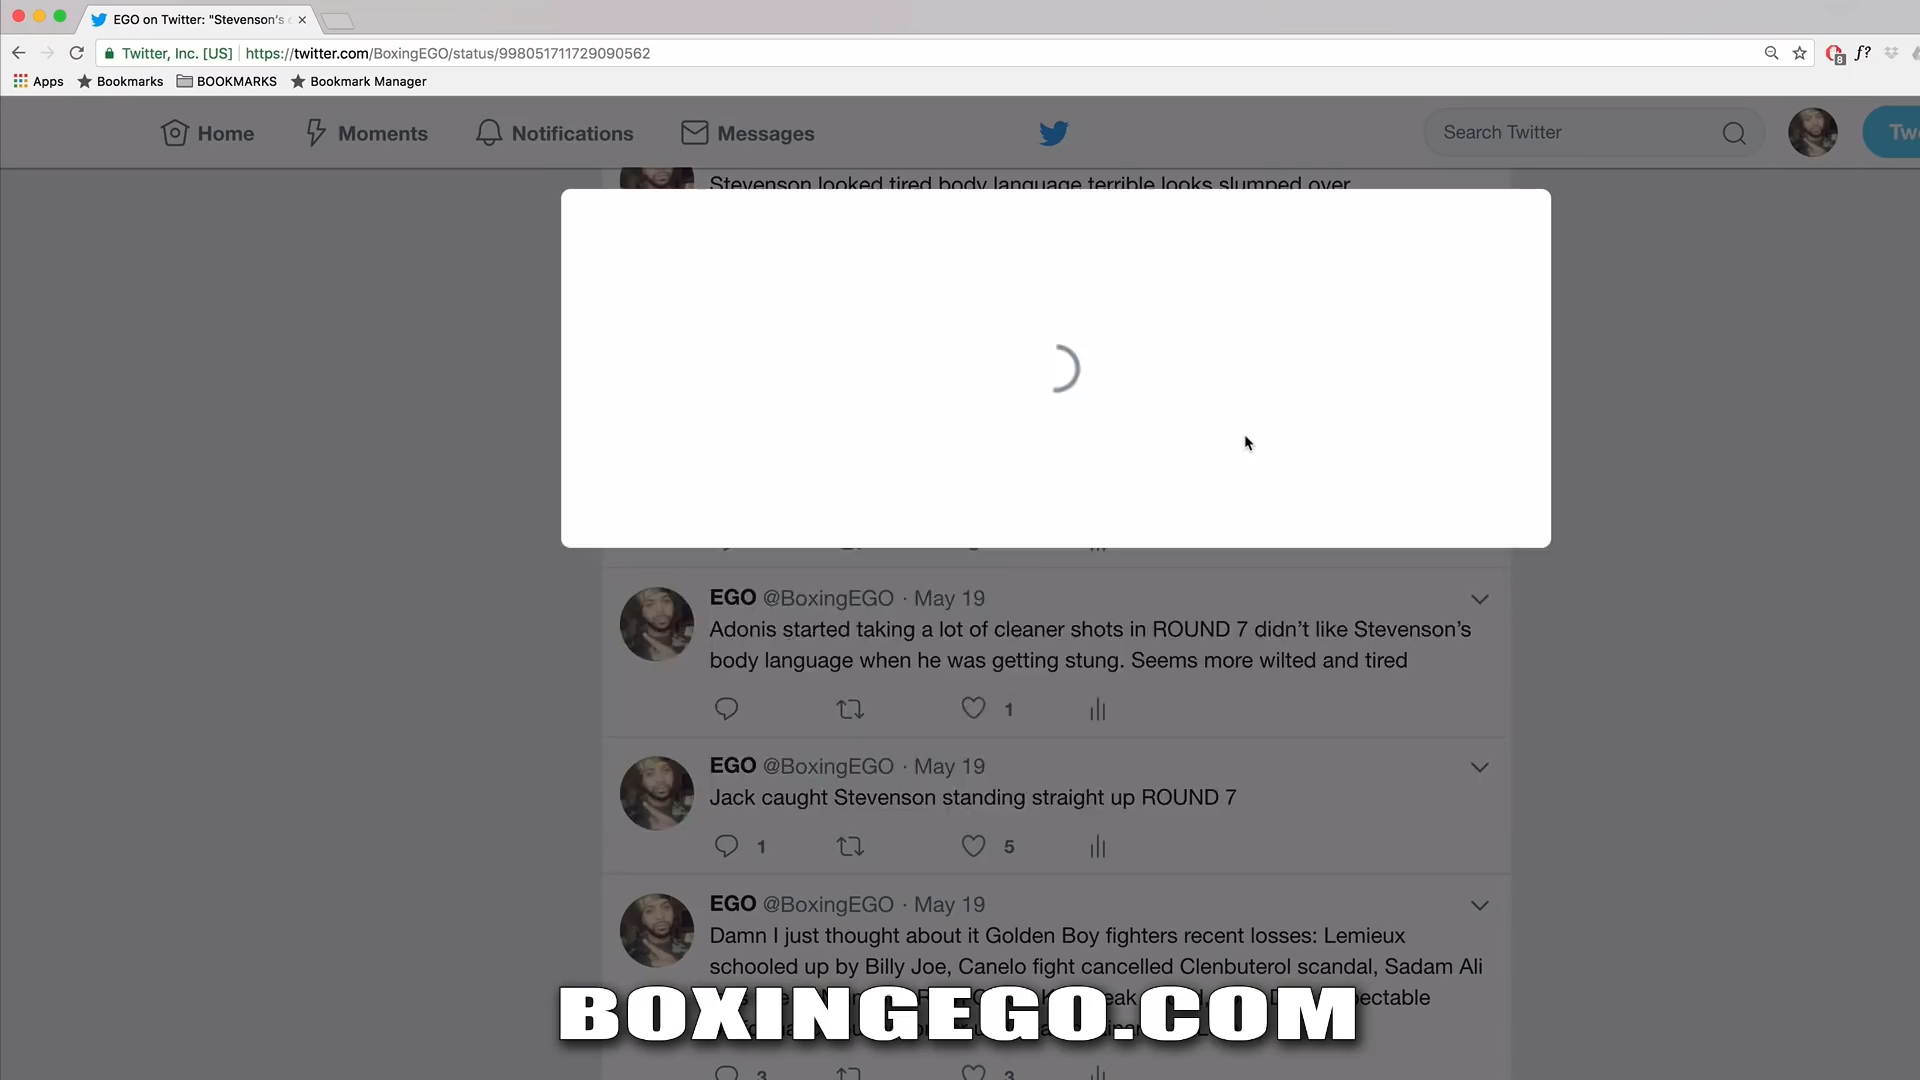 EGO on Twitter: "Stevenson's
Twitter, Inc. [US] https://twitter.com/BoxingEGO/status/998051711729090562
8 f?
Apps Bookmarks BOOKMARKS Bookmark Manager
Home Moments Notifications Messages Search Twitter Twe
Stevenson looked tired body language terrible looks slumped over
EGO @BoxingEGO · May 19
Adonis started taking a lot of cleaner shots in ROUND 7 didn't like Stevenson's
body language when he was getting stung. Seems more wilted and tired
1
EGO @BoxingEGO · May 19
Jack caught Stevenson standing straight up ROUND 7
1 5
EGO @BoxingEGO · May 19
Damn I just thought about it Golden Boy fighters recent losses: Lemieux
schooled up by Billy Joe, Canelo fight cancelled Clenbuterol scandal, Sadam Ali
BOXINGEGO.COM
3 3